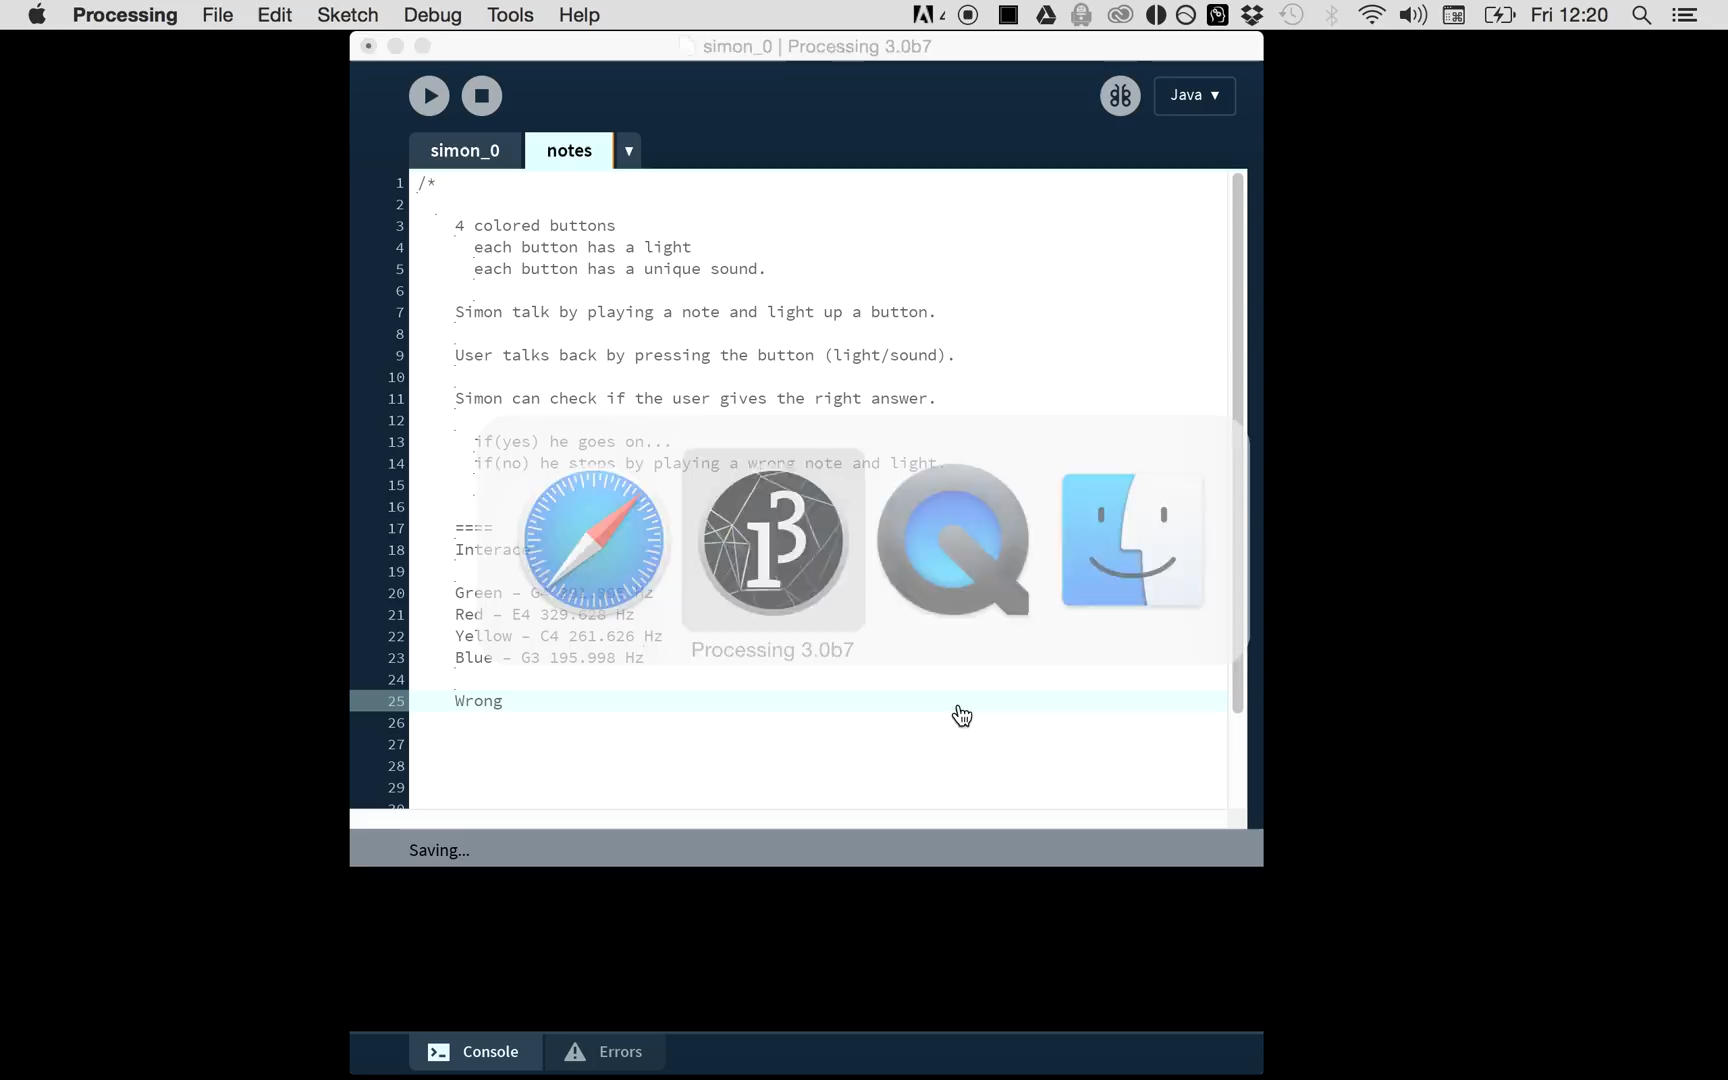 Processing File Edit Sketch Debug Tools Help 4 Fri 12:20
simon_0 | Processing 3.0b7
Java ▼
simon_0 notes ▼
1 /*
2
3 4 colored buttons
4 each button has a light
5 each button has a unique sound.
6
7 Simon talk by playing a note and light up a button.
8
9 User talks back by pressing the button (light/sound).
10
11 Simon can check if the user gives the right answer.
12
13 if(yes) he goes on...
14 if(no) he stops by playing a wrong note and light.
15
16
17 ====
18
19
20 Green – Hz
21 Red – E4 329.628 Hz
22 Yellow – C4 261.626 Hz
23 Blue – G3 195.998 Hz
24
25 Wrong
26
27
28
29
30
Processing 3.0b7
Saving...
Console Errors